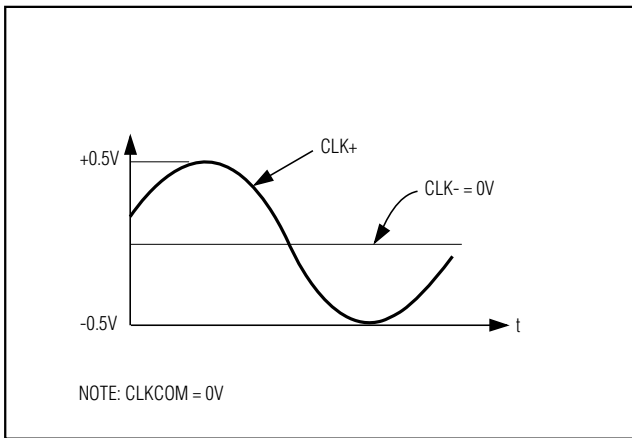 +0.5V
CLK+
CLK- = 0V
-0.5V
t
NOTE: CLKCOM = 0V